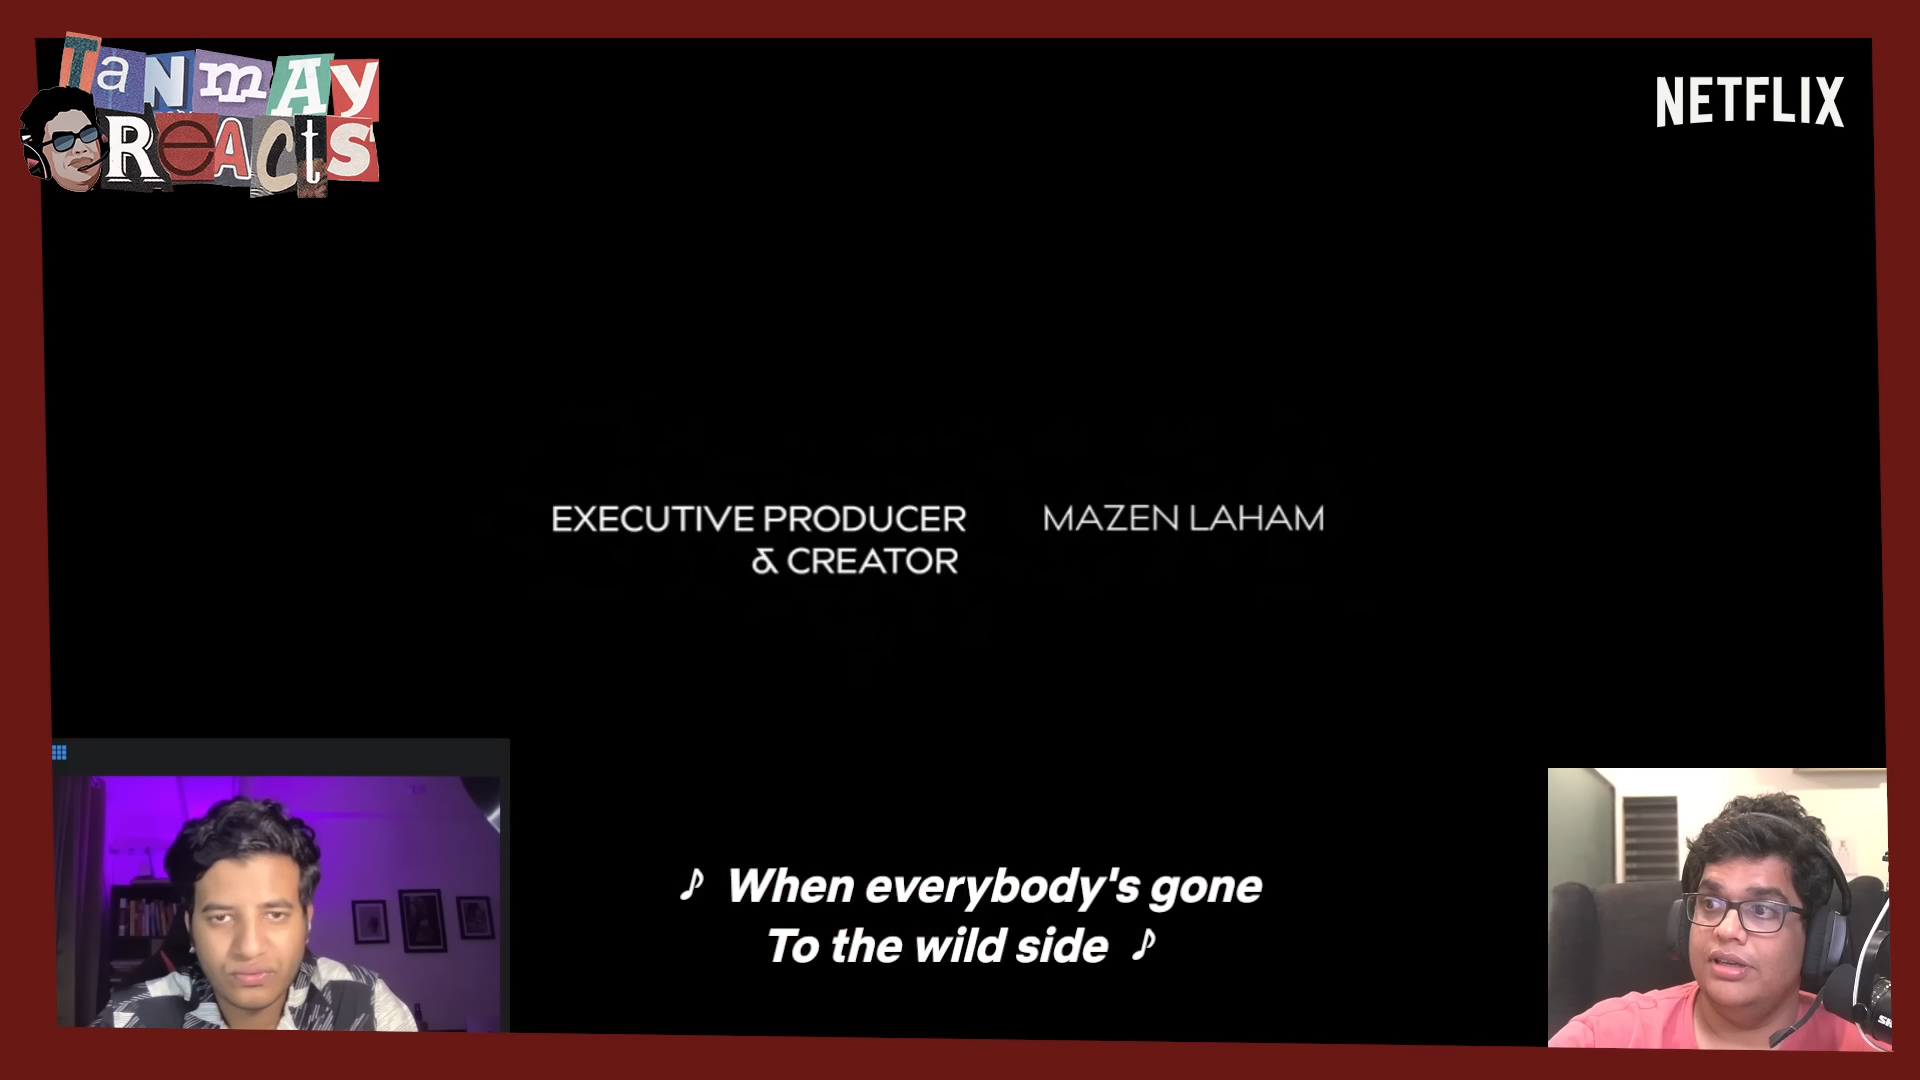 TaNmAy
ReActs
NETFLIX
EXECUTIVE PRODUCER
& CREATOR
MAZEN LAHAM
♪ When everybody's gone
To the wild side ♪